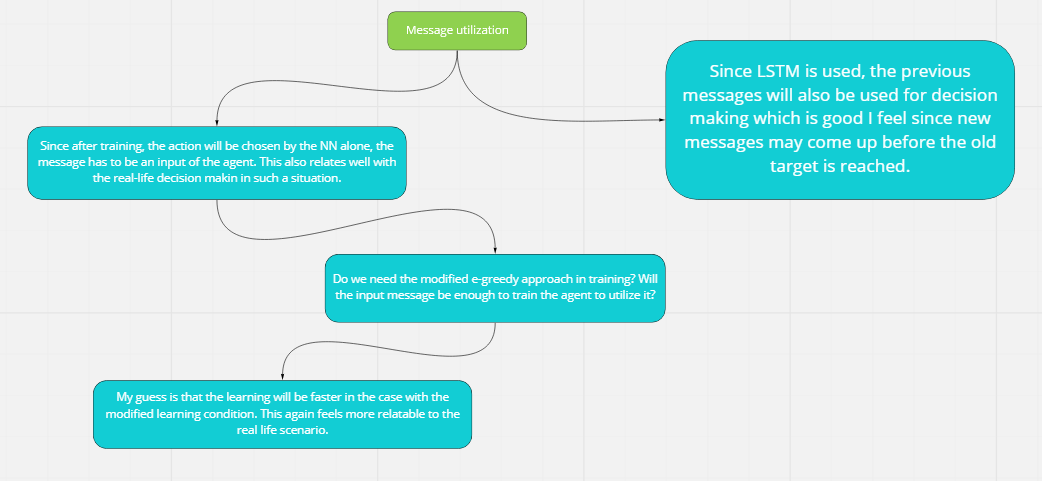 Message utilization
Since LSTM is used, the previous
messages will also be used for decision
making which is good I feel since new
messages may come up before the old
target is reached.
Since after training, the action will be chosen by the NN alone, the
message has to be an input of the agent. This also relates well with
the real-life decision makin in such a situation.
Do we need the modified e-greedy approach in training? Will
the input message be enough to train the agent to utilize it?
My guess is that the learning will be faster in the case with the
modified learning condition. This again feels more relatable to the
real life scenario.